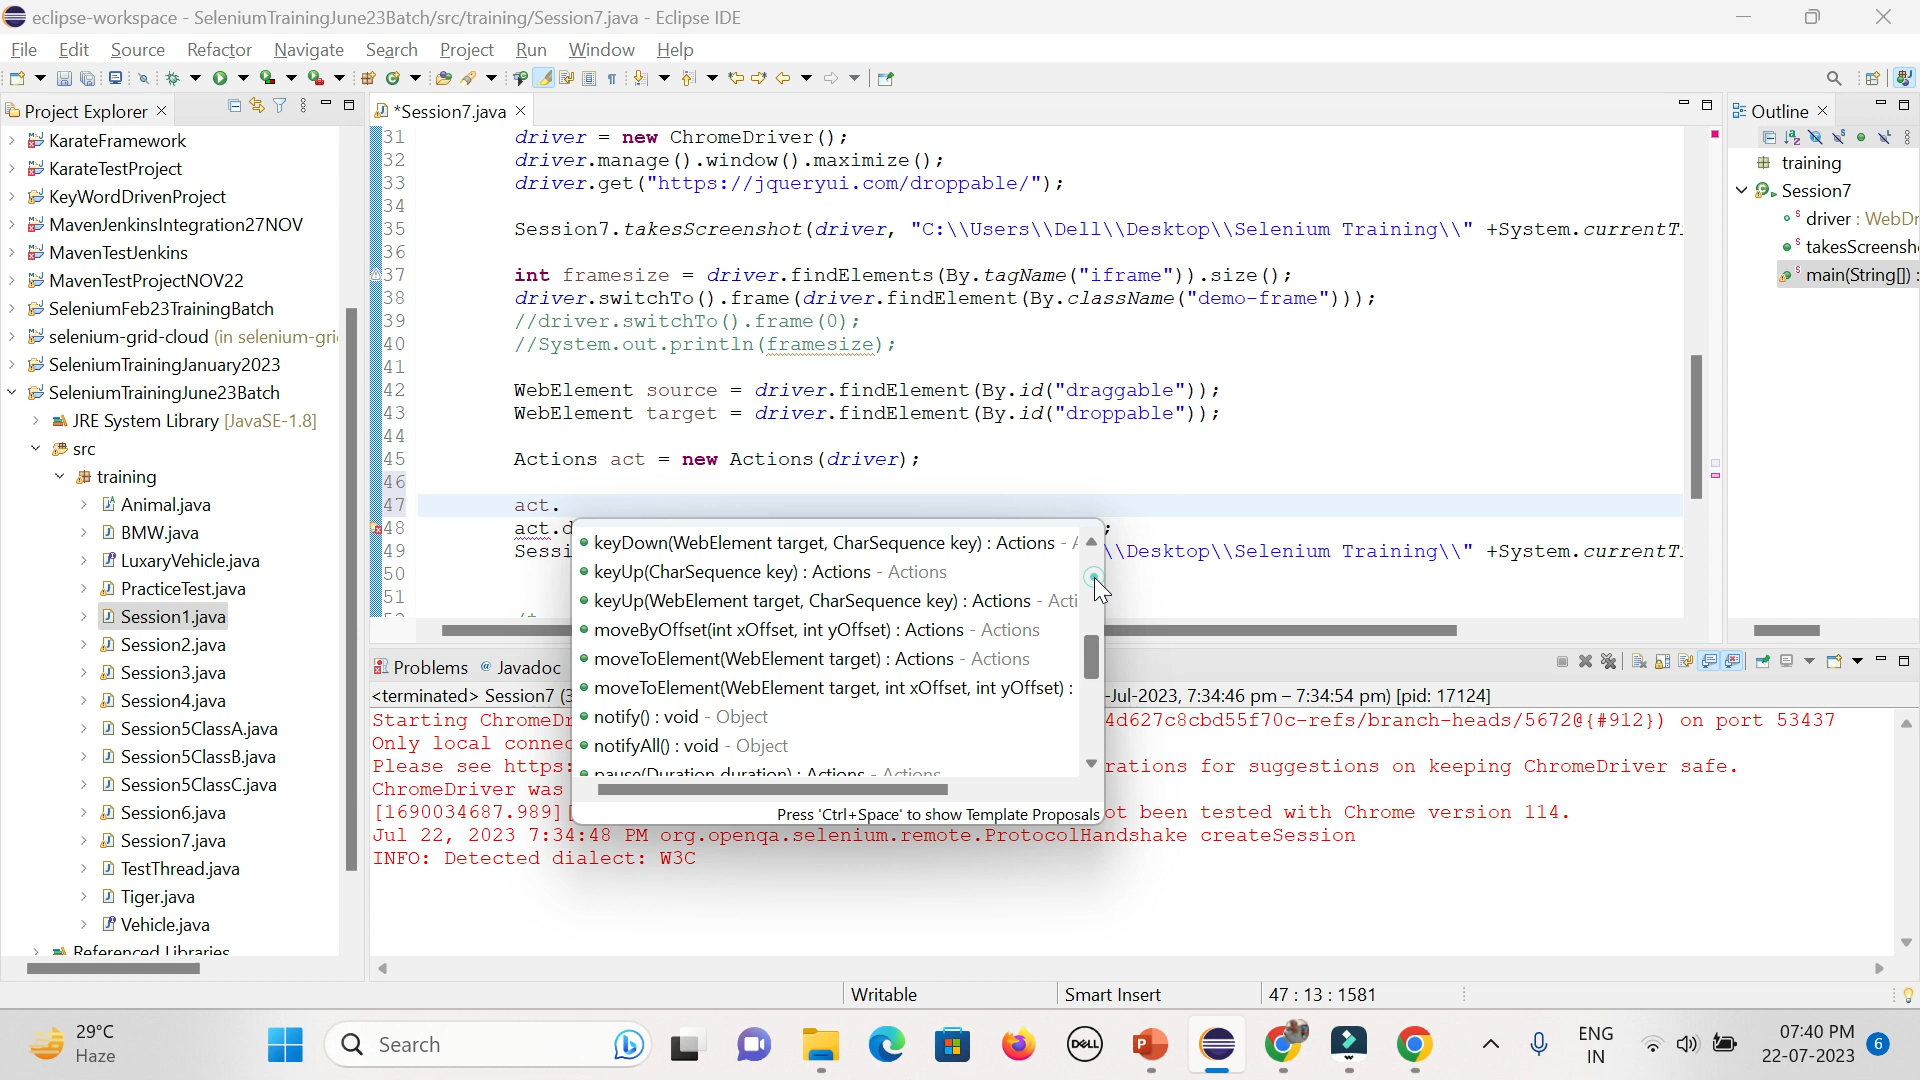 eclipse-workspace - SeleniumTrainingJune23Batch/src/training/Session7.java - Eclipse IDE
File Edit Source Refactor Navigate Search Project Run Window Help
Project Explorer
KarateFramework
KarateTestProject
KeyWordDrivenProject
MavenJenkinsIntegration27NOV
MavenTestJenkins
MavenTestProjectNOV22
SeleniumFeb23TrainingBatch
selenium-grid-cloud (in selenium-gri
SeleniumTrainingJanuary2023
SeleniumTrainingJune23Batch
JRE System Library [JavaSE-1.8]
src
training
Animal.java
BMW.java
LuxaryVehicle.java
PracticeTest.java
Session1.java
Session2.java
Session3.java
Session4.java
Session5ClassA.java
Session5ClassB.java
Session5ClassC.java
Session6.java
Session7.java
TestThread.java
Tiger.java
Vehicle.java
Referenced Libraries
*Session7.java
31 driver = new ChromeDriver();
32 driver.manage().window().maximize();
33 driver.get("https://jqueryui.com/droppable/");
34
35 Session7.takesScreenshot(driver, "C:\\Users\\Dell\\Desktop\\Selenium Training\\" +System.currentT
36
37 int framesize = driver.findElements(By.tagName("iframe")).size();
38 driver.switchTo().frame(driver.findElement(By.className("demo-frame")));
39 //driver.switchTo().frame(0);
40 //System.out.println(framesize);
41
42 WebElement source = driver.findElement(By.id("draggable"));
43 WebElement target = driver.findElement(By.id("droppable"));
44
45 Actions act = new Actions(driver);
46
47 act.
48 act.d ;
49 Sessi \\Desktop\\Selenium Training\\" +System.currentT
50
51
keyDown(WebElement target, CharSequence key) : Actions - A
keyUp(CharSequence key) : Actions - Actions
keyUp(WebElement target, CharSequence key) : Actions - Acti
moveByOffset(int xOffset, int yOffset) : Actions - Actions
moveToElement(WebElement target) : Actions - Actions
moveToElement(WebElement target, int xOffset, int yOffset) :
notify() : void - Object
notifyAll() : void - Object
pause(Duration duration) : Actions - Actions
Press 'Ctrl+Space' to show Template Proposals
Outline
training
Session7
driver : WebDr
takesScreensh
main(String[]) :
Problems @ Javadoc
<terminated> Session7 (3 -Jul-2023, 7:34:46 pm – 7:34:54 pm) [pid: 17124]
Starting ChromeDr 4d627c8cbd55f70c-refs/branch-heads/5672@{#912}) on port 53437
Only local connec
Please see https: rations for suggestions on keeping ChromeDriver safe.
ChromeDriver was
[1690034687.989][ ot been tested with Chrome version 114.
Jul 22, 2023 7:34:48 PM org.openqa.selenium.remote.ProtocolHandshake createSession
INFO: Detected dialect: W3C
Writable Smart Insert 47 : 13 : 1581
29°C
Haze
Search
DELL
ENG
IN
07:40 PM
22-07-2023
6